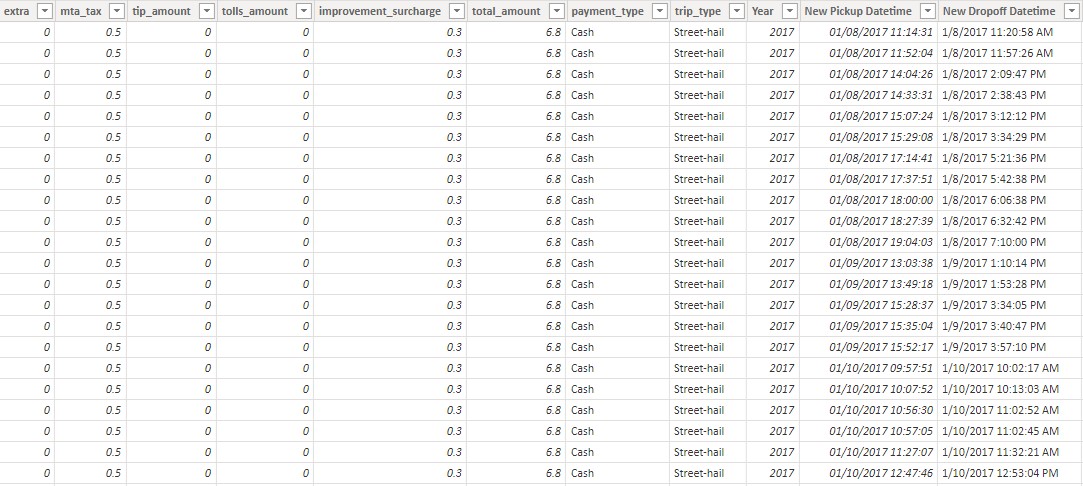 extra mta_tax tip_amount tolls_amount improvement_surcharge total_amount payment_type trip_type Year New Pickup Datetime New Dropoff Datetime
0 0.5 0 0 0.3 6.8 Cash Street-hail 2017 01/08/2017 11:14:31 1/8/2017 11:20:58 AM
0 0.5 0 0 0.3 6.8 Cash Street-hail 2017 01/08/2017 11:52:04 1/8/2017 11:57:26 AM
0 0.5 0 0 0.3 6.8 Cash Street-hail 2017 01/08/2017 14:04:26 1/8/2017 2:09:47 PM
0 0.5 0 0 0.3 6.8 Cash Street-hail 2017 01/08/2017 14:33:31 1/8/2017 2:38:43 PM
0 0.5 0 0 0.3 6.8 Cash Street-hail 2017 01/08/2017 15:07:24 1/8/2017 3:12:12 PM
0 0.5 0 0 0.3 6.8 Cash Street-hail 2017 01/08/2017 15:29:08 1/8/2017 3:34:29 PM
0 0.5 0 0 0.3 6.8 Cash Street-hail 2017 01/08/2017 17:14:41 1/8/2017 5:21:36 PM
0 0.5 0 0 0.3 6.8 Cash Street-hail 2017 01/08/2017 17:37:51 1/8/2017 5:42:38 PM
0 0.5 0 0 0.3 6.8 Cash Street-hail 2017 01/08/2017 18:00:00 1/8/2017 6:06:38 PM
0 0.5 0 0 0.3 6.8 Cash Street-hail 2017 01/08/2017 18:27:39 1/8/2017 6:32:42 PM
0 0.5 0 0 0.3 6.8 Cash Street-hail 2017 01/08/2017 19:04:03 1/8/2017 7:10:00 PM
0 0.5 0 0 0.3 6.8 Cash Street-hail 2017 01/09/2017 13:03:38 1/9/2017 1:10:14 PM
0 0.5 0 0 0.3 6.8 Cash Street-hail 2017 01/09/2017 13:49:18 1/9/2017 1:53:28 PM
0 0.5 0 0 0.3 6.8 Cash Street-hail 2017 01/09/2017 15:28:37 1/9/2017 3:34:05 PM
0 0.5 0 0 0.3 6.8 Cash Street-hail 2017 01/09/2017 15:35:04 1/9/2017 3:40:47 PM
0 0.5 0 0 0.3 6.8 Cash Street-hail 2017 01/09/2017 15:52:17 1/9/2017 3:57:10 PM
0 0.5 0 0 0.3 6.8 Cash Street-hail 2017 01/10/2017 09:57:51 1/10/2017 10:02:17 AM
0 0.5 0 0 0.3 6.8 Cash Street-hail 2017 01/10/2017 10:07:52 1/10/2017 10:13:03 AM
0 0.5 0 0 0.3 6.8 Cash Street-hail 2017 01/10/2017 10:56:30 1/10/2017 11:02:52 AM
0 0.5 0 0 0.3 6.8 Cash Street-hail 2017 01/10/2017 10:57:05 1/10/2017 11:02:45 AM
0 0.5 0 0 0.3 6.8 Cash Street-hail 2017 01/10/2017 11:27:07 1/10/2017 11:32:21 AM
0 0.5 0 0 0.3 6.8 Cash Street-hail 2017 01/10/2017 12:47:46 1/10/2017 12:53:04 PM